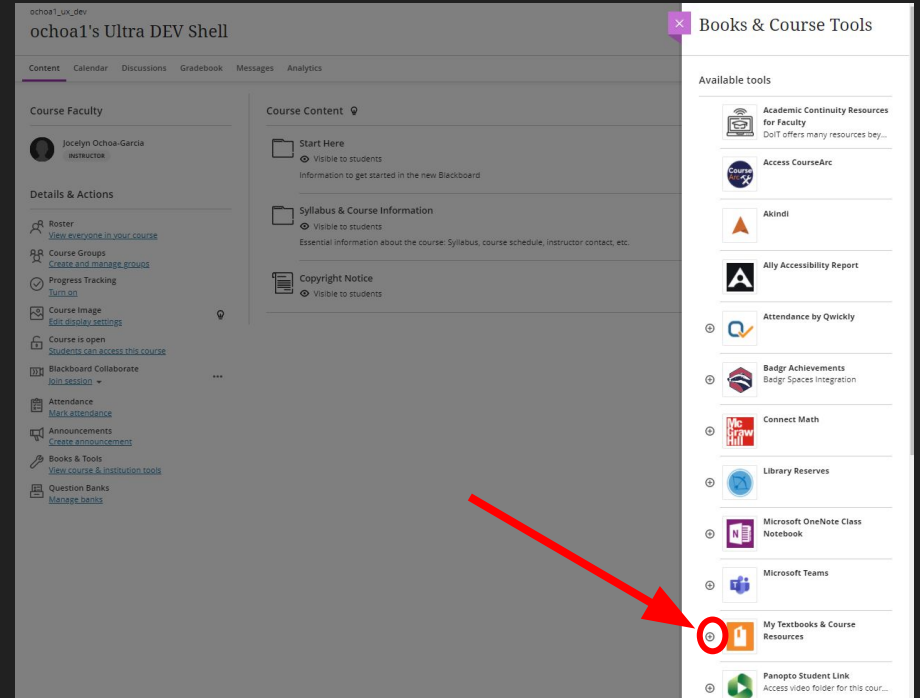 ochoa1_ux_dev
ochoa1's Ultra DEV Shell
Content Calendar Discussions Gradebook Messages Analytics
Course Faculty
Jocelyn Ochoa-Garcia
INSTRUCTOR
Details & Actions
Roster
View everyone in your course
Course Groups
Create and manage groups
Progress Tracking
Turn on
Course Image
Edit display settings
Course is open
Students can access this course
Blackboard Collaborate
Join session
Attendance
Mark attendance
Announcements
Create announcement
Books & Tools
View course & institution tools
Question Banks
Manage banks
Course Content
Start Here
Visible to students
Information to get started in the new Blackboard
Syllabus & Course Information
Visible to students
Essential information about the course: Syllabus, course schedule, instructor contact, etc.
Copyright Notice
Visible to students
Books & Course Tools
Available tools
Academic Continuity Resources
for Faculty
DoIT offers many resources bey...
Course
Arc
Access CourseArc
Akindi
Ally Accessibility Report
Attendance by Qwickly
Badgr Achievements
Badgr Spaces Integration
Mc
Graw
Hill
Connect Math
Library Reserves
N
Microsoft OneNote Class
Notebook
T
Microsoft Teams
My Textbooks & Course
Resources
Panopto Student Link
Access video folder for this cour...